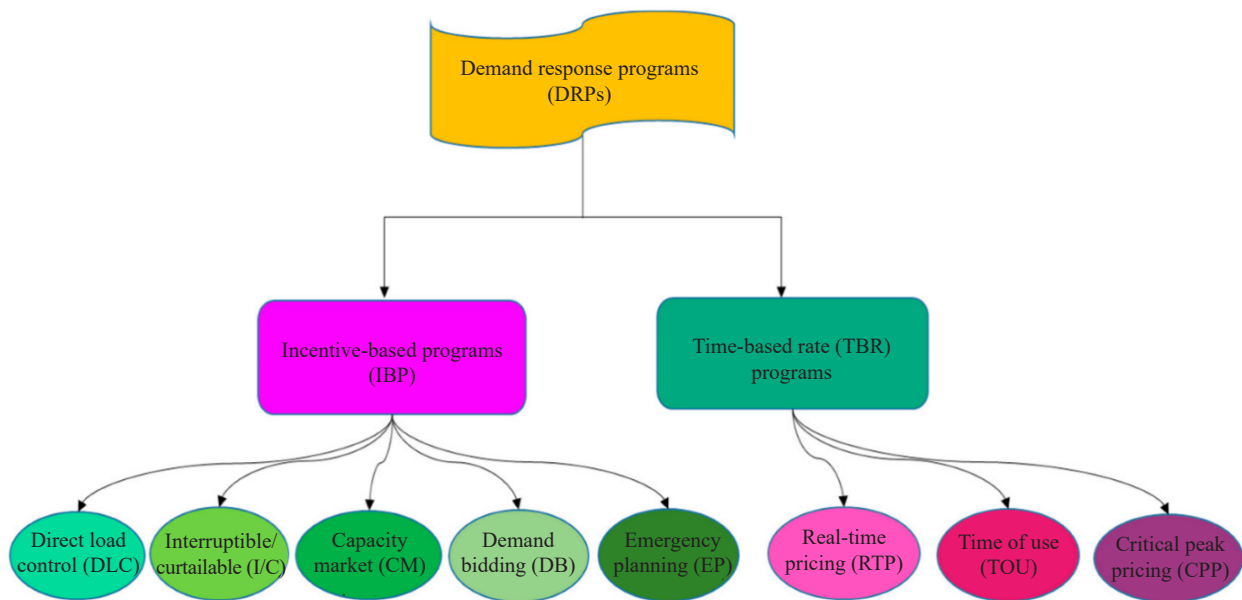 Demand response programs
(DRPs)
Incentive-based programs
(IBP)
Time-based rate (TBR)
programs
Direct load
control (DLC)
Interruptible/
curtailable (I/C)
Capacity
market (CM)
Demand
bidding (DB)
Emergency
planning (EP)
Real-time
pricing (RTP)
Time of use
(TOU)
Critical peak
pricing (CPP)